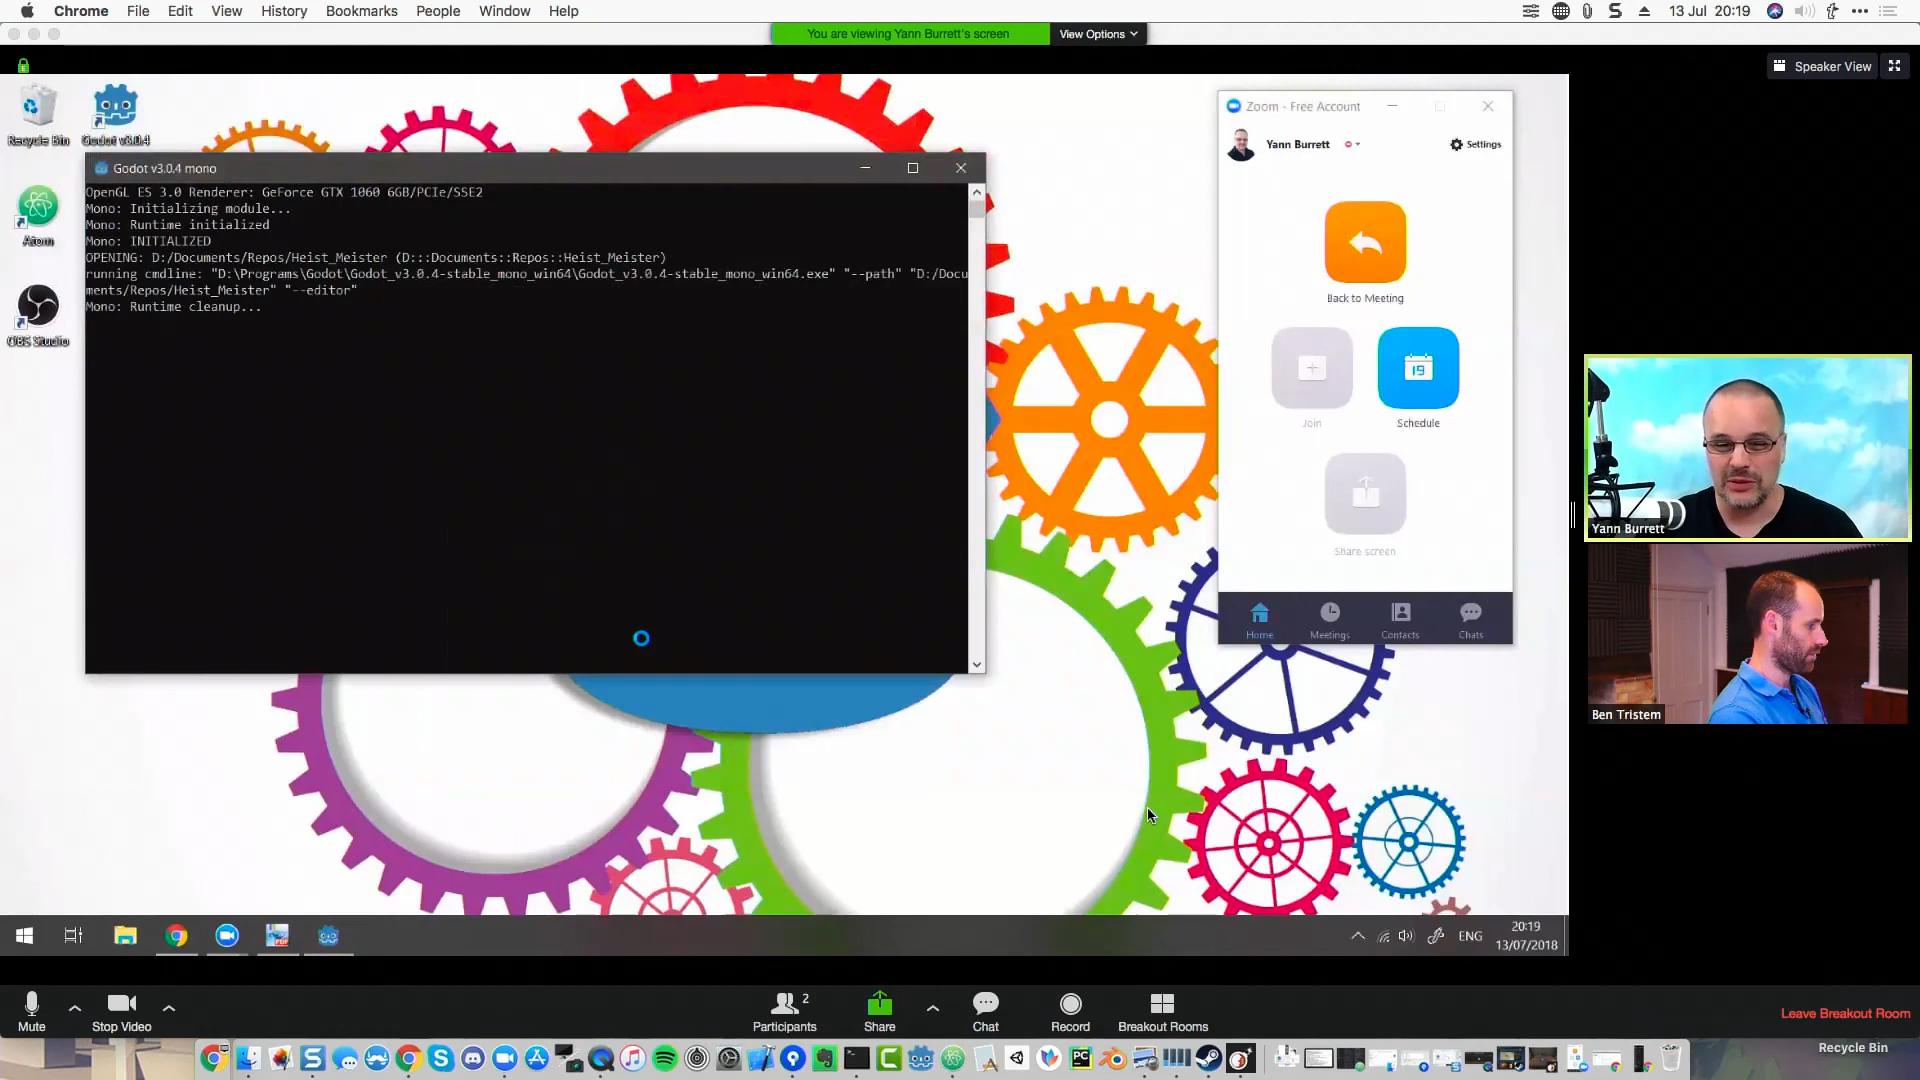 Chrome File Edit View History Bookmarks People Window Help
13 Jul 20:19
You are viewing Yann Burrett's screen
View Options
Speaker View
Recycle Bin
Godot v3.0.4
Atom
OBS Studio
Godot v3.0.4 mono
OpenGL ES 3.0 Renderer: GeForce GTX 1060 6GB/PCIe/SSE2
Mono: Initializing module...
Mono: Runtime initialized
Mono: INITIALIZED
OPENING: D:/Documents/Repos/Heist_Meister (D:::Documents::Repos::Heist_Meister)
running cmdline: "D:\Programs\Godot\Godot_v3.0.4-stable_mono_win64\Godot_v3.0.4-stable_mono_win64.exe" "--path" "D:/Docu
ments/Repos/Heist_Meister" "--editor"
Mono: Runtime cleanup...
Zoom - Free Account
Yann Burrett
Settings
Back to Meeting
19
Join
Schedule
Share screen
Home
Meetings
Contacts
Chats
Yann Burrett
Ben Tristem
PDF
ENG
20:19
13/07/2018
Mute
Stop Video
2
Participants
Share
Chat
Record
Breakout Rooms
Leave Breakout Room
Recycle Bin